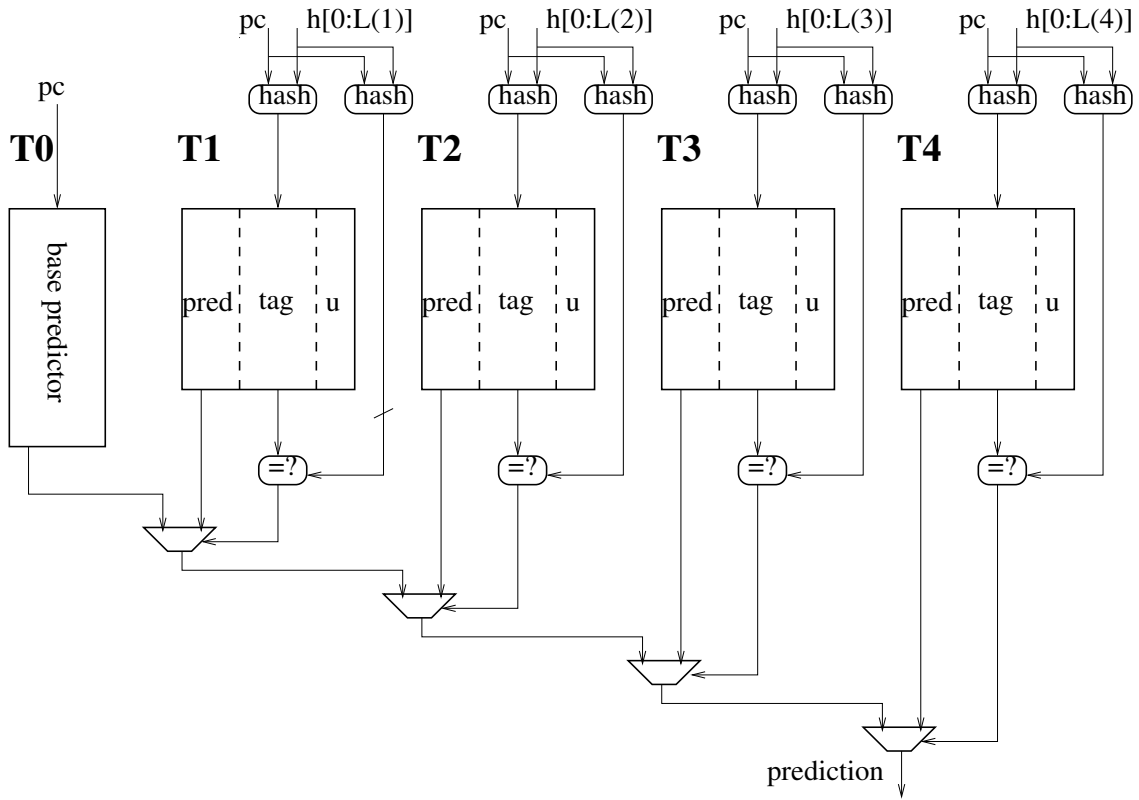 pc h[0:L(1)] pc h[0:L(2)] pc h[0:L(3)] pc h[0:L(4)]
hash hash hash hash hash hash hash hash
pc
T0 T1 T2 T3 T4
base predictor
pred tag u pred tag u pred tag u pred tag u
=? =? =? =?
prediction